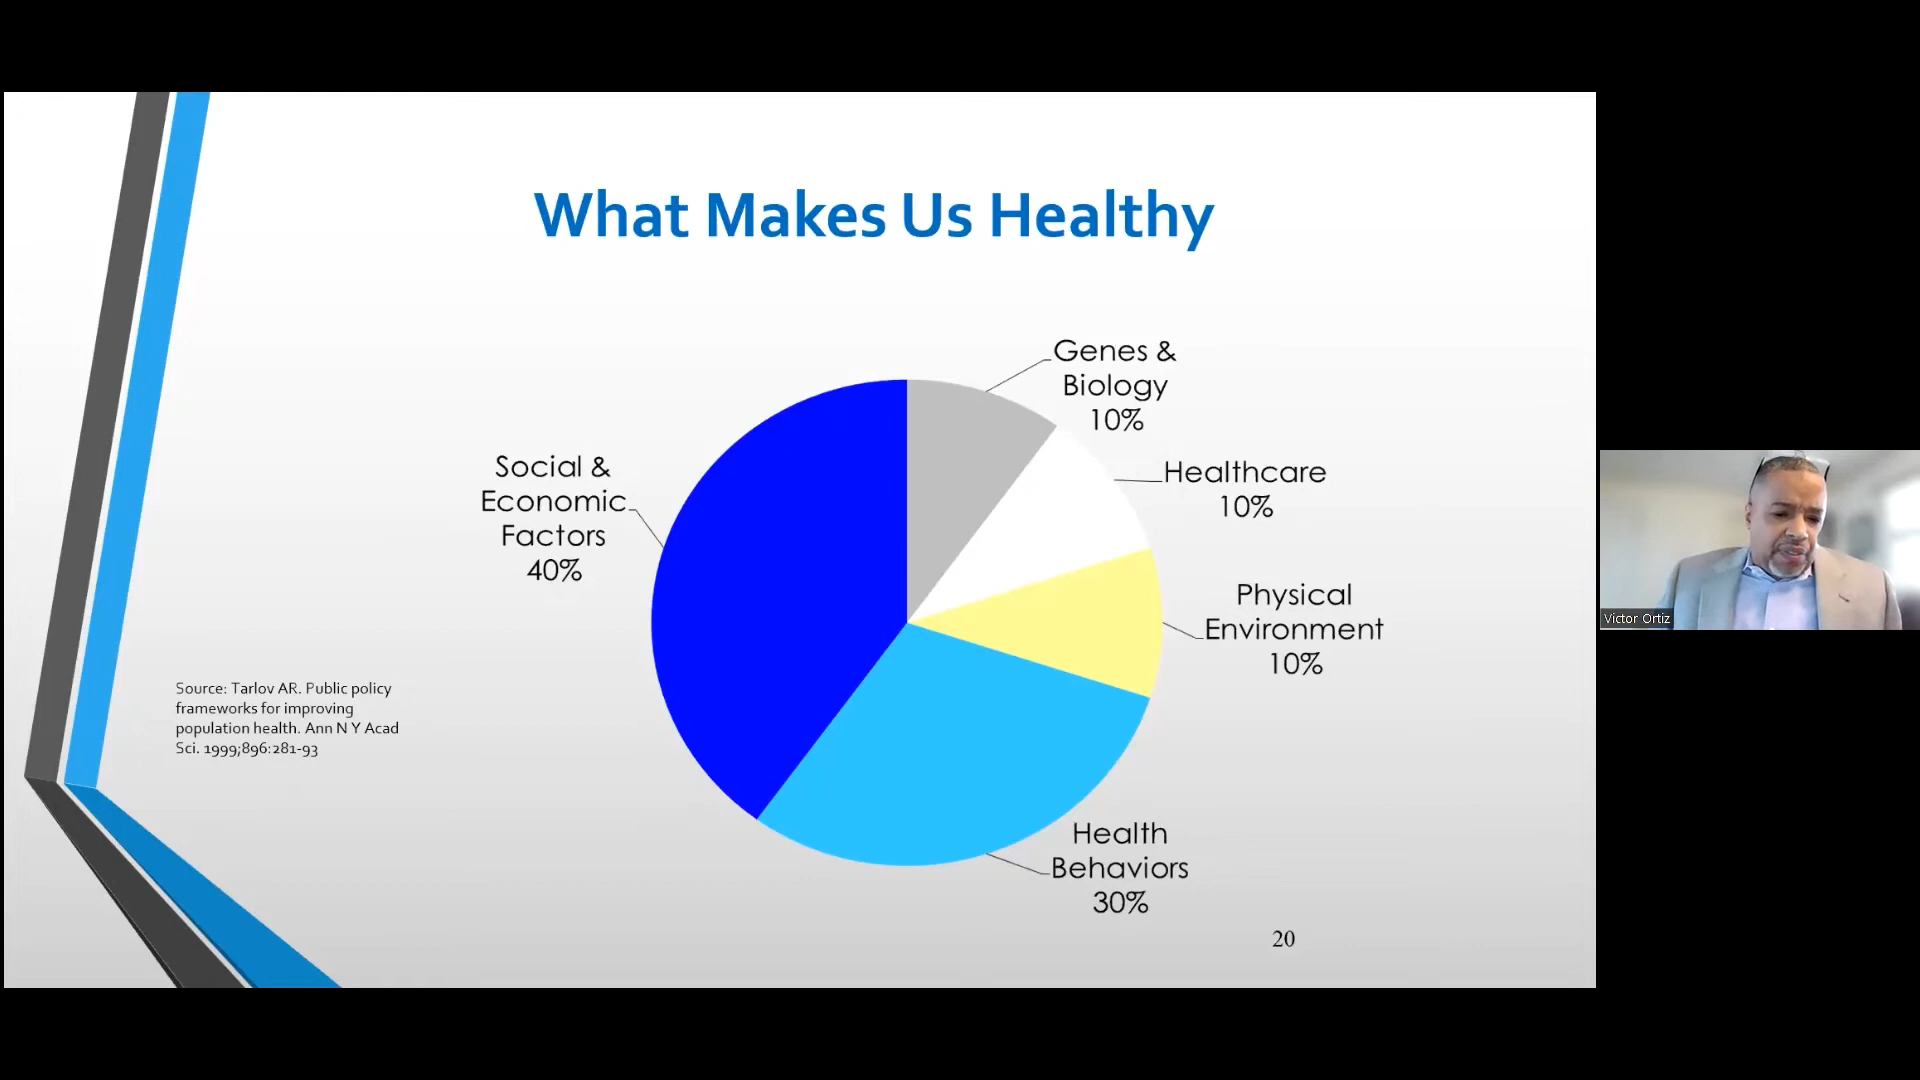 What Makes Us Healthy
Genes &
Biology
10%
Healthcare
10%
Social &
Economic
Factors
40%
Physical
Environment
10%
Health
Behaviors
30%
Source: Tarlov AR. Public policy
frameworks for improving
population health. Ann N Y Acad
Sci. 1999;896:281-93
20
Victor Ortiz